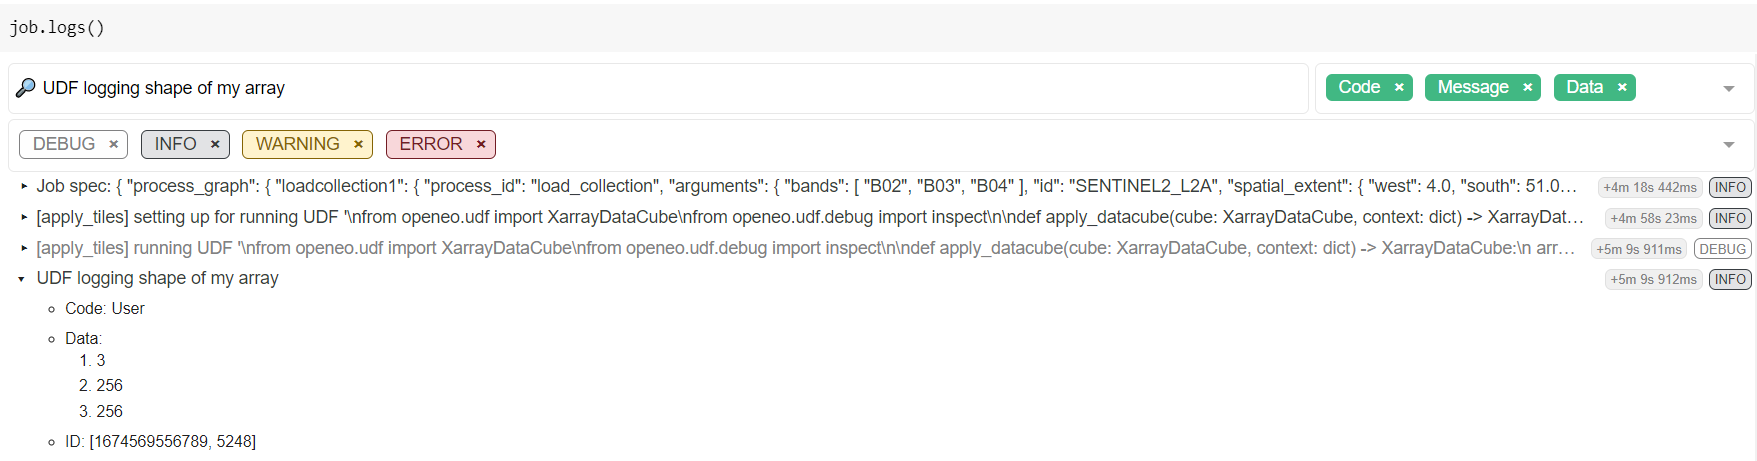 job.logs()
UDF logging shape of my array Code × Message × Data ×
DEBUG × INFO × WARNING × ERROR ×
Job spec: { "process_graph": { "loadcollection1": { "process_id": "load_collection", "arguments": { "bands": [ "B02", "B03", "B04" ], "id": "SENTINEL2_L2A", "spatial_extent": { "west": 4.0, "south": 51.0… +4m 18s 442ms INFO
[apply_tiles] setting up for running UDF '\nfrom openeo.udf import XarrayDataCube\nfrom openeo.udf.debug import inspect\n\ndef apply_datacube(cube: XarrayDataCube, context: dict) -> XarrayDat… +4m 58s 23ms INFO
[apply_tiles] running UDF '\nfrom openeo.udf import XarrayDataCube\nfrom openeo.udf.debug import inspect\n\ndef apply_datacube(cube: XarrayDataCube, context: dict) -> XarrayDataCube:\n arr… +5m 9s 911ms DEBUG
UDF logging shape of my array +5m 9s 912ms INFO
Code: User
Data:
1. 3
2. 256
3. 256
ID: [1674569556789, 5248]